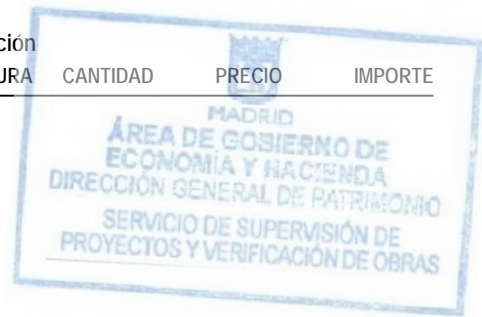 ción
URA CANTIDAD PRECIO IMPORTE
MADRID
ÁREA DE GOBIERNO DE
ECONOMÍA Y HACIENDA
DIRECCIÓN GENERAL DE PATRIMONIO
SERVICIO DE SUPERVISIÓN DE
PROYECTOS Y VERIFICACIÓN DE OBRAS